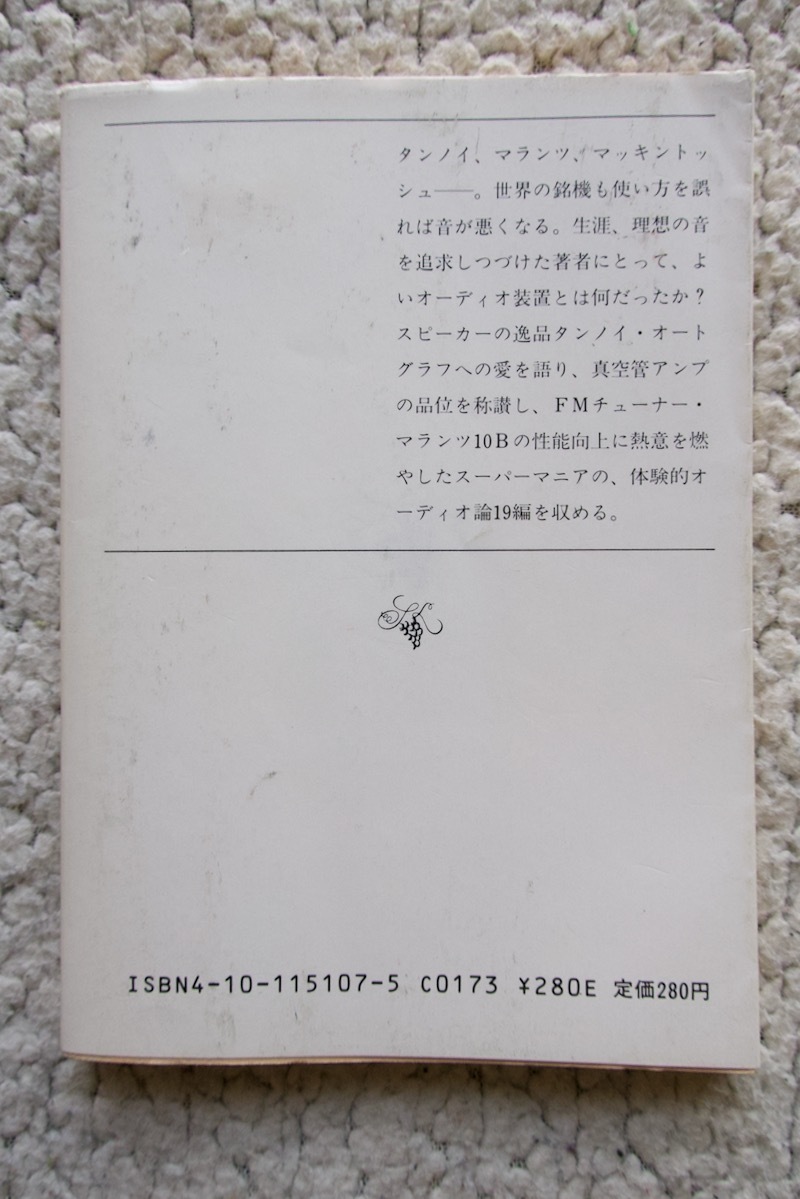 タンノイ、マランツ、マッキントッ
シュ――。世界の銘機も使い方を誤
れば音が悪くなる。生涯、理想の音
を追求しつづけた著者にとって、よ
いオーディオ装置とは何だったか？
スピーカーの逸品タンノイ・オート
グラフへの愛を語り、真空管アンプ
の品位を称讃し、ＦＭチューナー・
マランツ10Ｂの性能向上に熱意を燃
やしたスーパーマニアの、体験的オ
ーディオ論19編を収める。
ISBN4-10-115107-5 C0173 ¥280E 定価280円